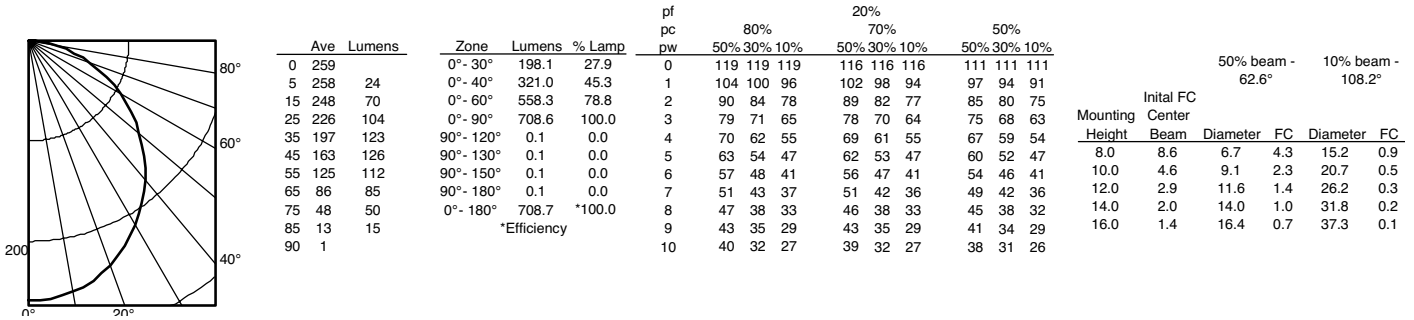 80°
60°
40°
200
0° 20°
Ave Lumens
0 259
5 258 24
15 248 70
25 226 104
35 197 123
45 163 126
55 125 112
65 86 85
75 48 50
85 13 15
90 1
Zone Lumens % Lamp
0°- 30° 198.1 27.9
0°- 40° 321.0 45.3
0°- 60° 558.3 78.8
0°- 90° 708.6 100.0
90°- 120° 0.1 0.0
90°- 130° 0.1 0.0
90°- 150° 0.1 0.0
90°- 180° 0.1 0.0
0°- 180° 708.7 *100.0
*Efficiency
pf 20%
pc 80% 70% 50%
pw 50% 30% 10% 50% 30% 10% 50% 30% 10%
0 119 119 119 116 116 116 111 111 111
1 104 100 96 102 98 94 97 94 91
2 90 84 78 89 82 77 85 80 75
3 79 71 65 78 70 64 75 68 63
4 70 62 55 69 61 55 67 59 54
5 63 54 47 62 53 47 60 52 47
6 57 48 41 56 47 41 54 46 41
7 51 43 37 51 42 36 49 42 36
8 47 38 33 46 38 33 45 38 32
9 43 35 29 43 35 29 41 34 29
10 40 32 27 39 32 27 38 31 26
50% beam - 10% beam -
62.6° 108.2°
Inital FC
Mounting Center
Height Beam Diameter FC Diameter FC
8.0 8.6 6.7 4.3 15.2 0.9
10.0 4.6 9.1 2.3 20.7 0.5
12.0 2.9 11.6 1.4 26.2 0.3
14.0 2.0 14.0 1.0 31.8 0.2
16.0 1.4 16.4 0.7 37.3 0.1